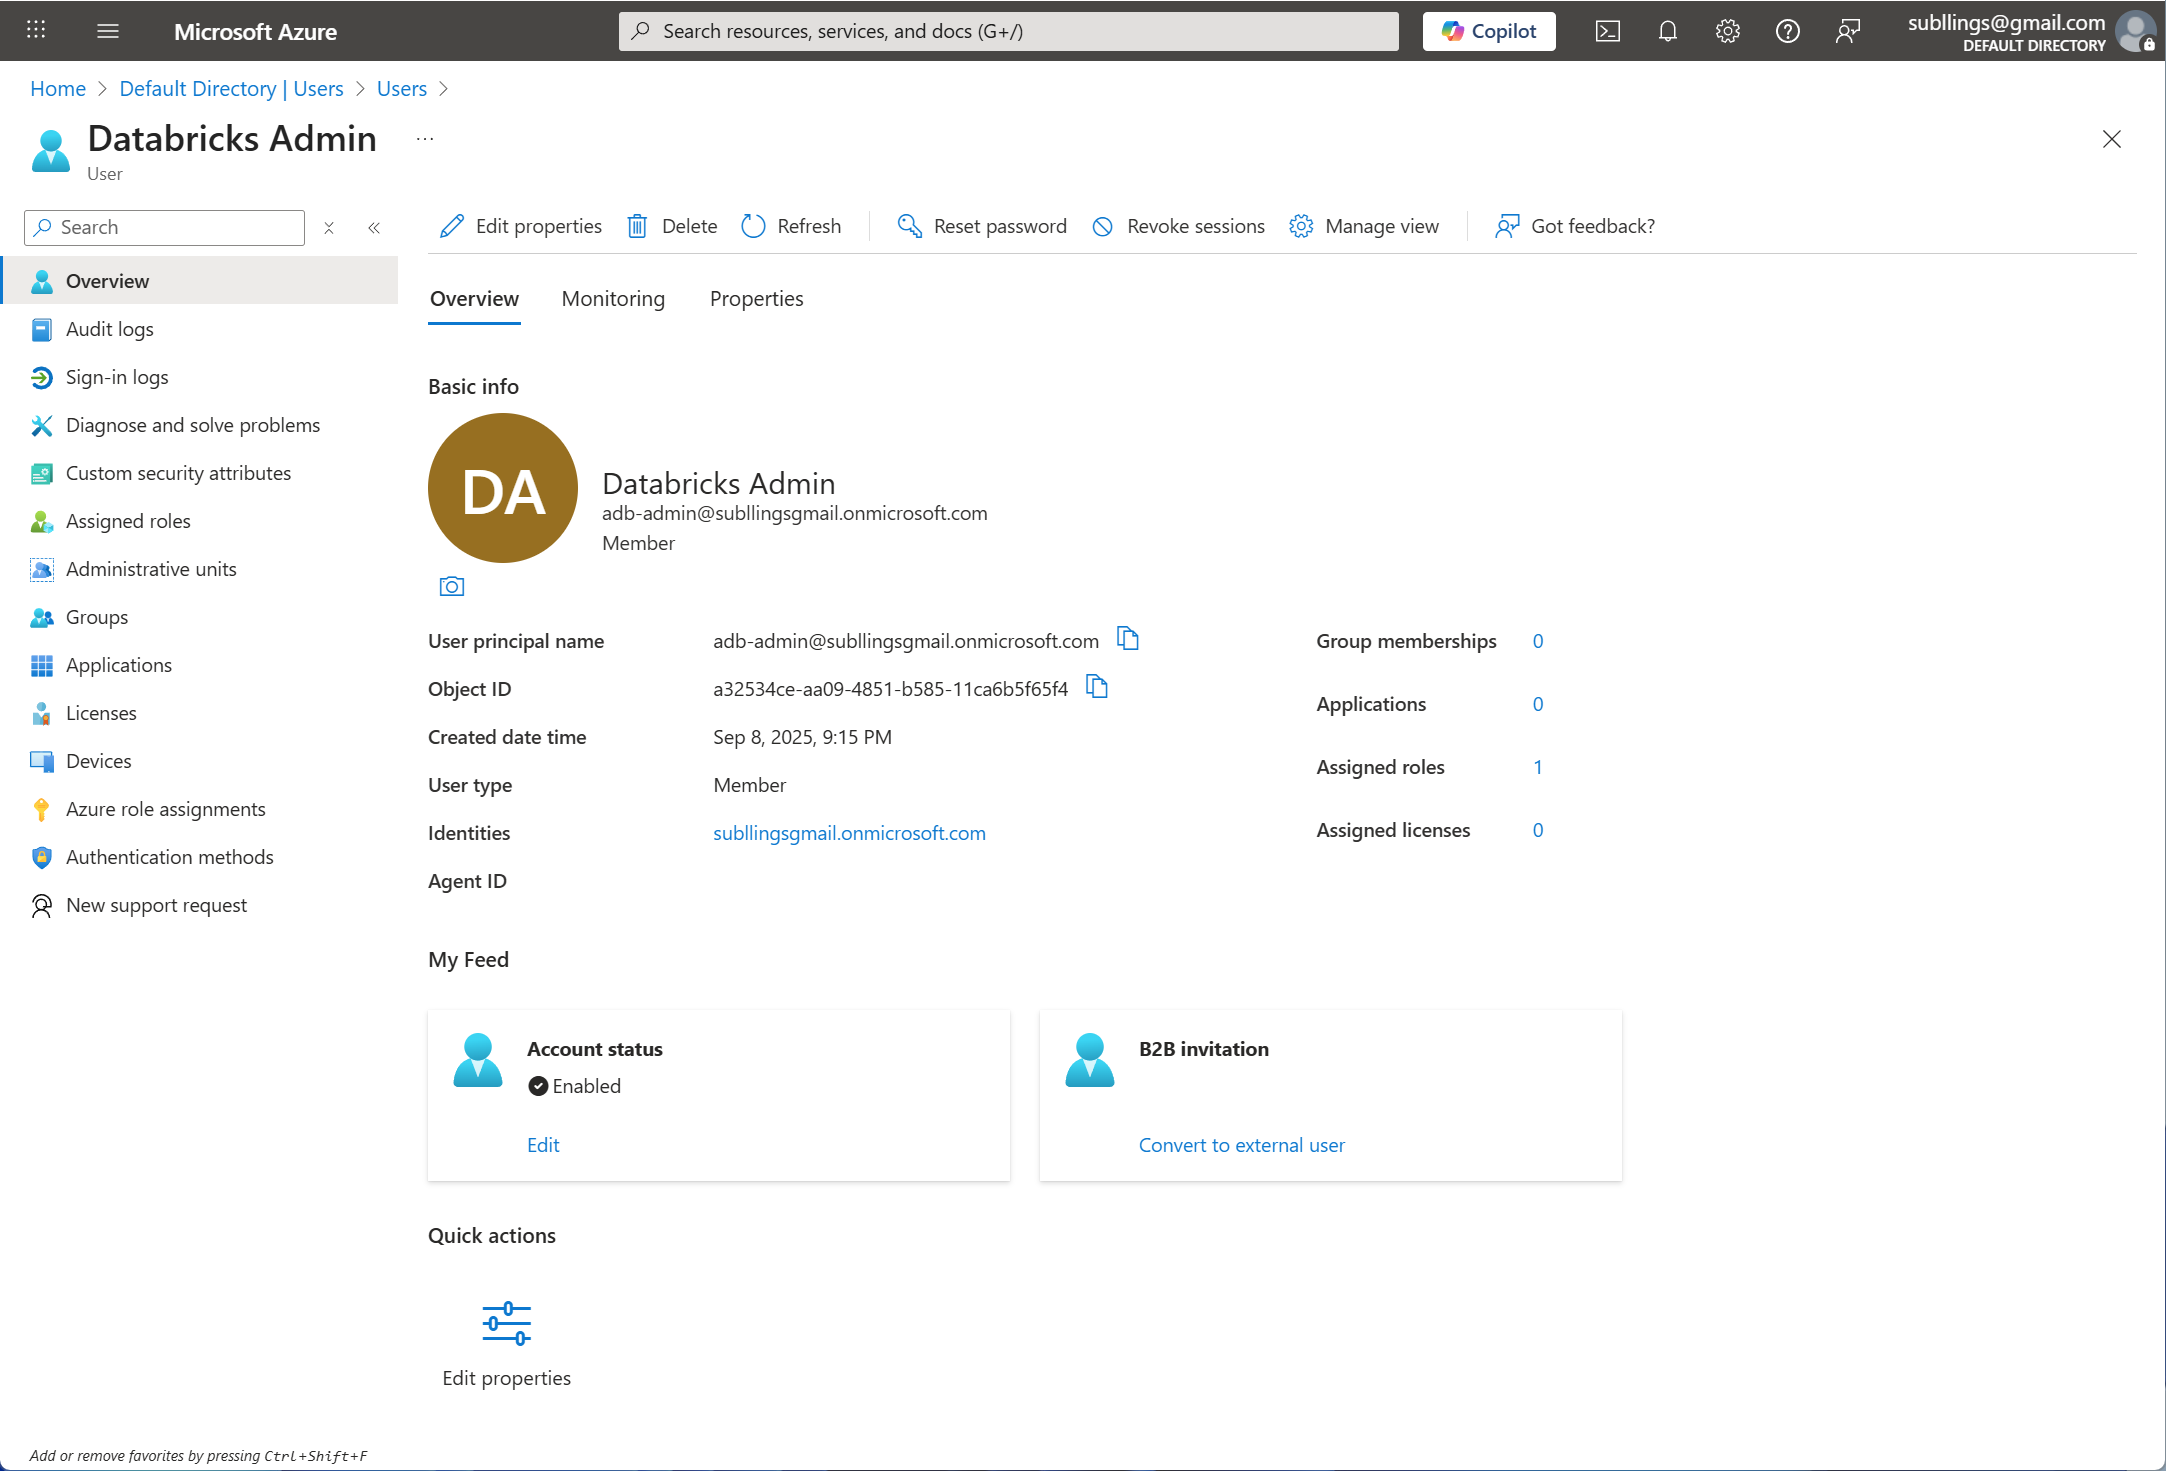 Microsoft Azure
Search resources, services, and docs (G+/)
Copilot
subllings@gmail.com
DEFAULT DIRECTORY
Home > Default Directory | Users > Users >
Databricks Admin ...
User
Search
Edit properties Delete Refresh Reset password Revoke sessions Manage view Got feedback?
Overview
Audit logs
Sign-in logs
Diagnose and solve problems
Custom security attributes
Assigned roles
Administrative units
Groups
Applications
Licenses
Devices
Azure role assignments
Authentication methods
New support request
Overview Monitoring Properties
Basic info
DA
Databricks Admin
adb-admin@subllingsgmail.onmicrosoft.com
Member
User principal name adb-admin@subllingsgmail.onmicrosoft.com
Object ID a32534ce-aa09-4851-b585-11ca6b5f65f4
Created date time Sep 8, 2025, 9:15 PM
User type Member
Identities subllingsgmail.onmicrosoft.com
Agent ID
Group memberships 0
Applications 0
Assigned roles 1
Assigned licenses 0
My Feed
Account status
Enabled
Edit
B2B invitation
Convert to external user
Quick actions
Edit properties
Add or remove favorites by pressing Ctrl+Shift+F